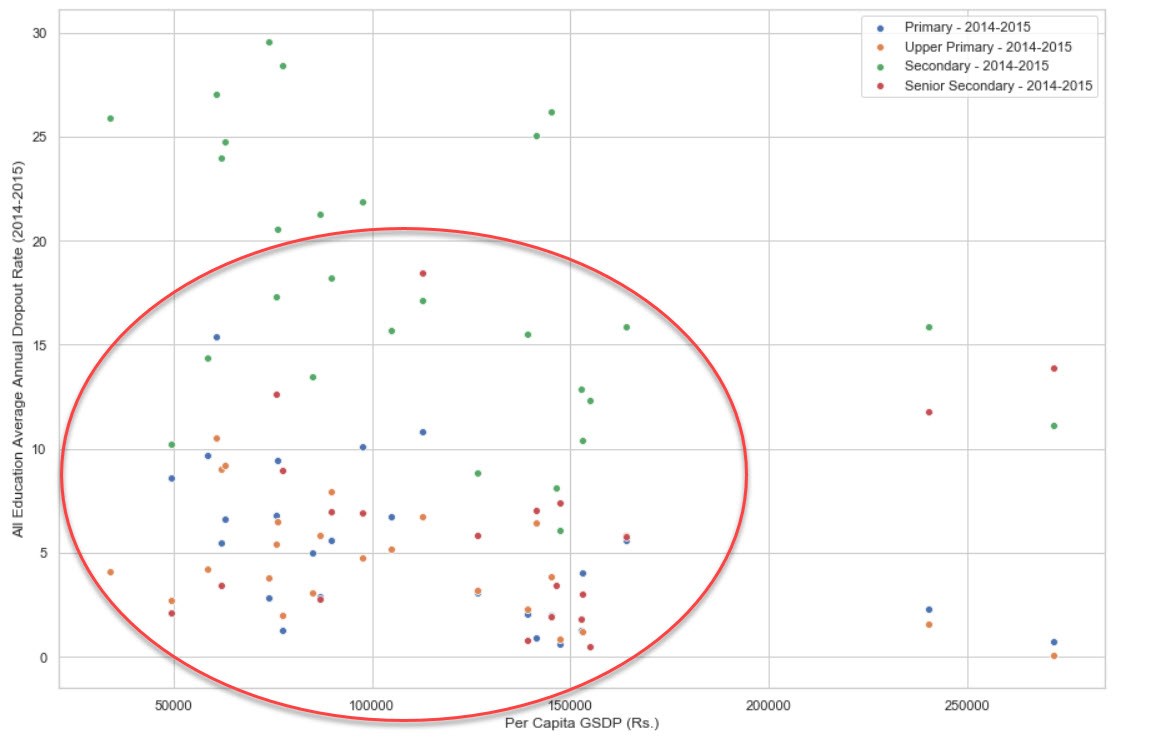 30
25
20
15
10
5
0
All Education Average Annual Dropout Rate (2014-2015)
Primary - 2014-2015
Upper Primary - 2014-2015
Secondary - 2014-2015
Senior Secondary - 2014-2015
50000
100000
150000
200000
250000
Per Capita GSDP (Rs.)